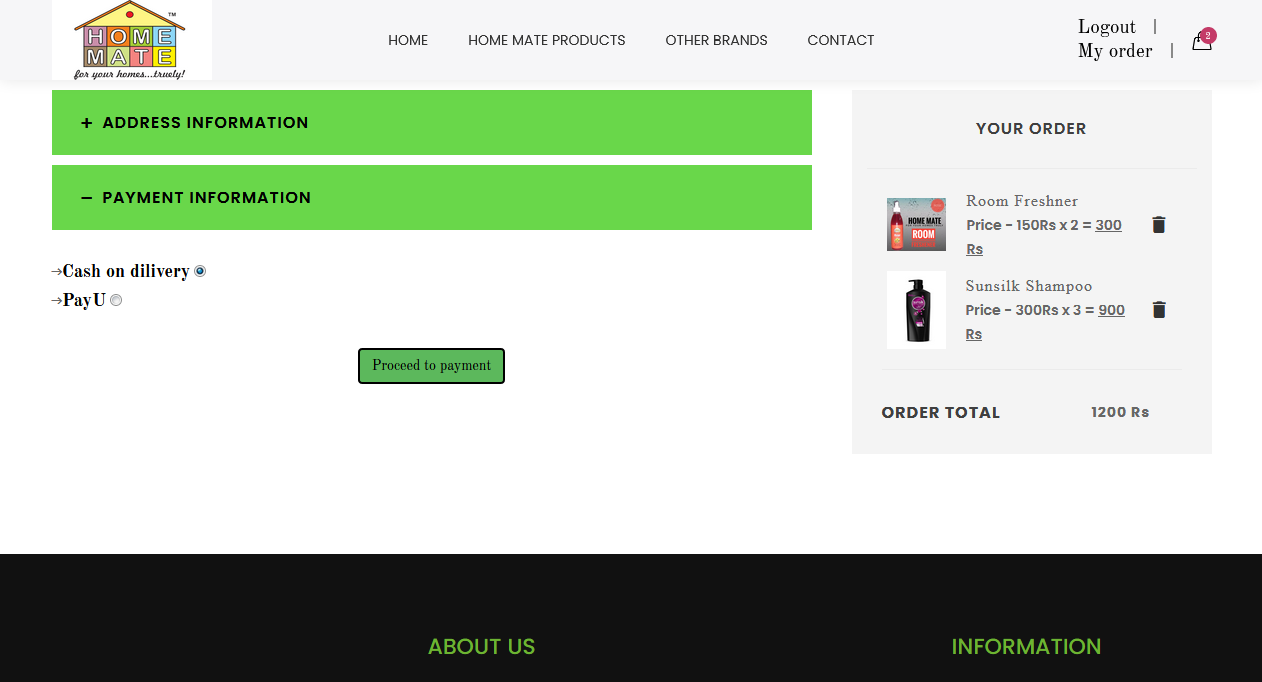 HOME
MATE
TM
for your homes...truely!
HOME
HOME MATE PRODUCTS
OTHER BRANDS
CONTACT
Logout |
My order |
2
+ ADDRESS INFORMATION
− PAYMENT INFORMATION
→Cash on dilivery
→PayU
Proceed to payment
YOUR ORDER
HOME MATE
ROOM
Room Freshner
Price - 150Rs x 2 = 300
Rs
Sunsilk Shampoo
Price - 300Rs x 3 = 900
Rs
ORDER TOTAL 1200 Rs
ABOUT US
INFORMATION